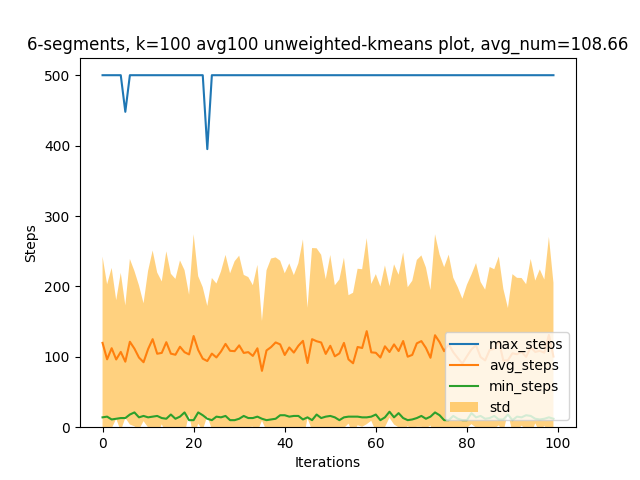 6-segments, k=100 avg100 unweighted-kmeans plot, avg_num=108.66
500
400
300
200
100
0
Steps
max_steps
avg_steps
min_steps
std
0 20 40 60 80 100
Iterations